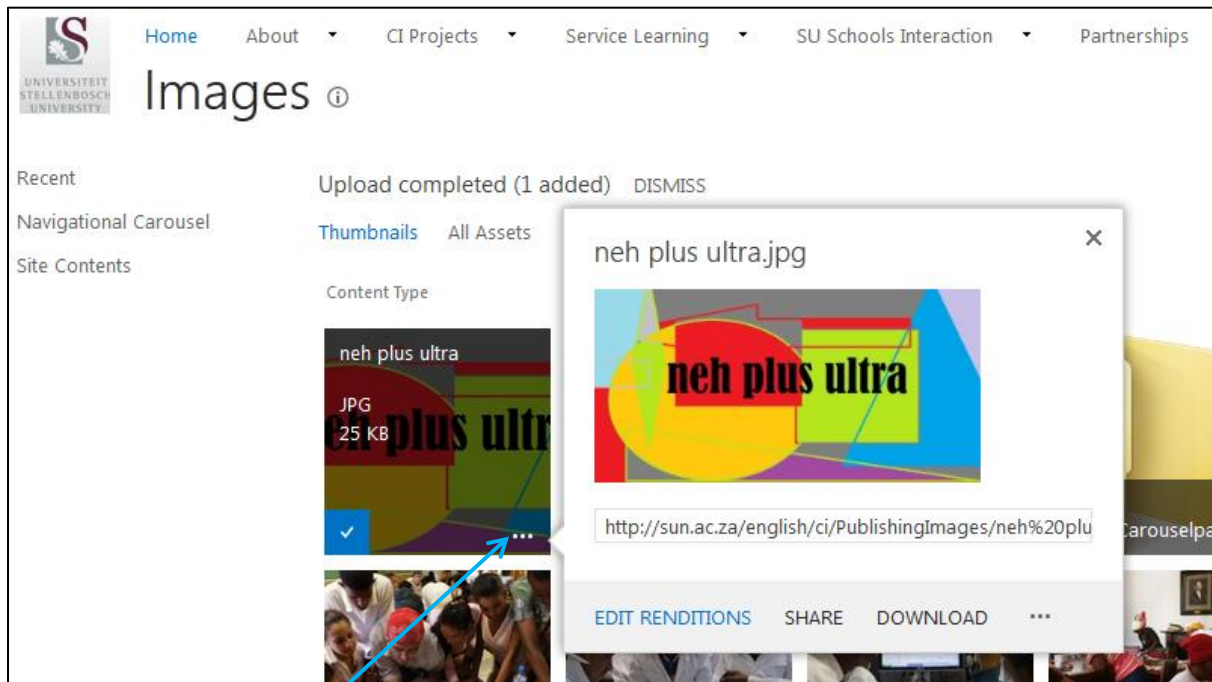 Home About CI Projects Service Learning SU Schools Interaction Partnerships
UNIVERSITEIT
STELLENBOSCH
UNIVERSITY
Images
Recent
Navigational Carousel
Site Contents
Upload completed (1 added) DISMISS
Thumbnails All Assets
Content Type
neh plus ultra
JPG
25 KB
neh plus ultr
neh plus ultra.jpg
neh plus ultra
http://sun.ac.za/english/ci/PublishingImages/neh%20plu
EDIT RENDITIONS SHARE DOWNLOAD ...
Carouselpa